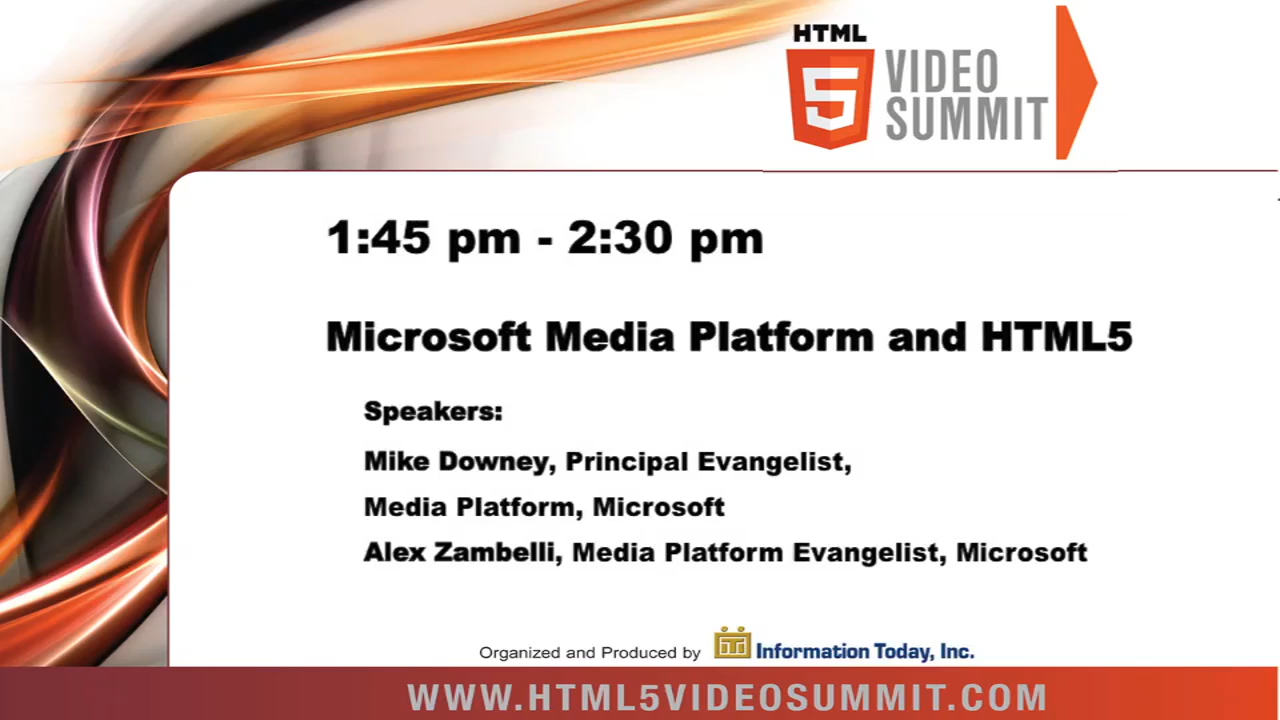 HTML
5
VIDEO
SUMMIT
1:45 pm - 2:30 pm
Microsoft Media Platform and HTML5
Speakers:
Mike Downey, Principal Evangelist,
Media Platform, Microsoft
Alex Zambelli, Media Platform Evangelist, Microsoft
Organized and Produced by iTi Information Today, Inc.
WWW.HTML5VIDEOSUMMIT.COM